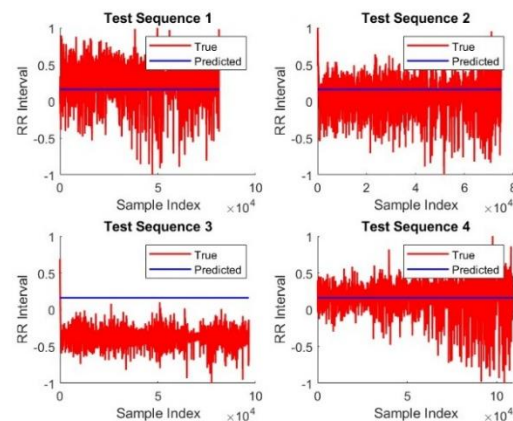 Test Sequence 1
1
0.5
0
-0.5
-1
RR Interval
True
Predicted
0
5
10
Sample Index
×10⁴
Test Sequence 2
1
0.5
0
-0.5
-1
RR Interval
True
Predicted
0
2
4
6
8
Sample Index
×10⁴
Test Sequence 3
1
0.5
0
-0.5
-1
RR Interval
True
Predicted
0
5
10
Sample Index
×10⁴
Test Sequence 4
1
0.5
0
-0.5
-1
RR Interval
True
Predicted
0
5
10
Sample Index
×10⁴